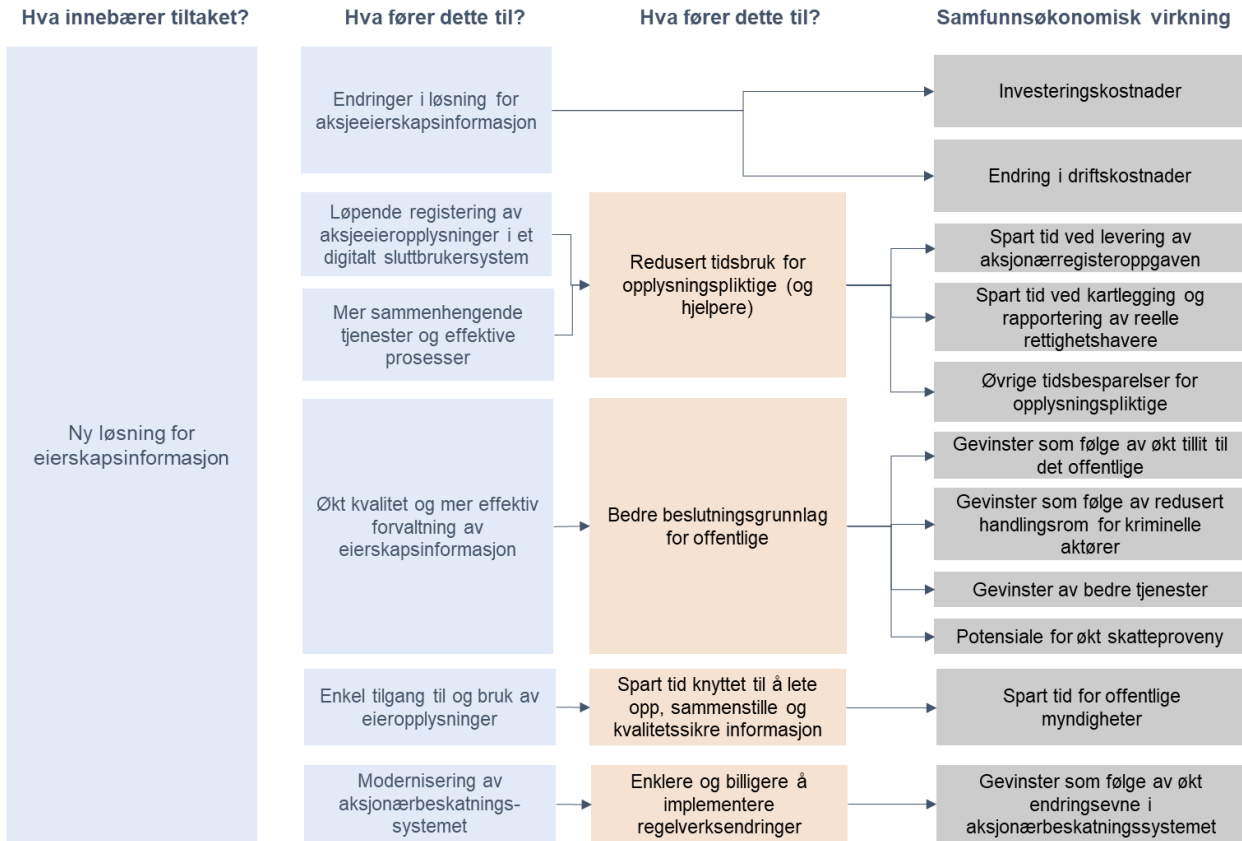 Hva innebærer tiltaket?
Hva fører dette til?
Hva fører dette til?
Samfunnsøkonomisk virkning
Ny løsning for
eierskapsinformasjon
Endringer i løsning for
aksjeeierskapsinformasjon
Investeringskostnader
Endring i driftskostnader
Løpende registering av
aksjeeieropplysninger i et
digitalt sluttbrukersystem
Mer sammenhengende
tjenester og effektive
prosesser
Redusert tidsbruk for
opplysningspliktige (og
hjelpere)
Spart tid ved levering av
aksjonærregisteroppgaven
Spart tid ved kartlegging og
rapportering av reelle
rettighetshavere
Øvrige tidsbesparelser for
opplysningspliktige
Økt kvalitet og mer effektiv
forvaltning av
eierskapsinformasjon
Bedre beslutningsgrunnlag
for offentlige
Gevinster som følge av økt tillit til
det offentlige
Gevinster som følge av redusert
handlingsrom for kriminelle
aktører
Gevinster av bedre tjenester
Potensiale for økt skatteproveny
Enkel tilgang til og bruk av
eieropplysninger
Spart tid knyttet til å lete
opp, sammenstille og
kvalitetssikre informasjon
Spart tid for offentlige
myndigheter
Modernisering av
aksjonærbeskatnings-
systemet
Enklere og billigere å
implementere
regelverksendringer
Gevinster som følge av økt
endringsevne i
aksjonærbeskatningssystemet